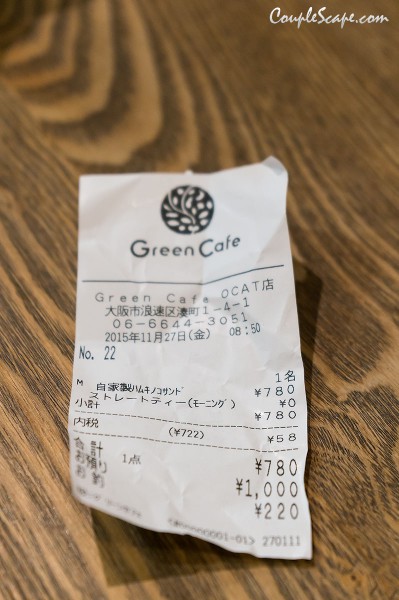 CoupleScape.com
Green Cafe
Green Cafe OCAT店
大阪市浪速区湊町1-4-1
06-6644-3051
2015年11月27日(金) 08:50
No. 22
1名
M 自家製ハムキノコサンド ¥780
ストレートティー(モーニング) ¥0
小計 ¥780
内税 (¥722) ¥58
合計 1点 ¥780
お預り ¥1,000
お釣 ¥220
0001-01> 270111